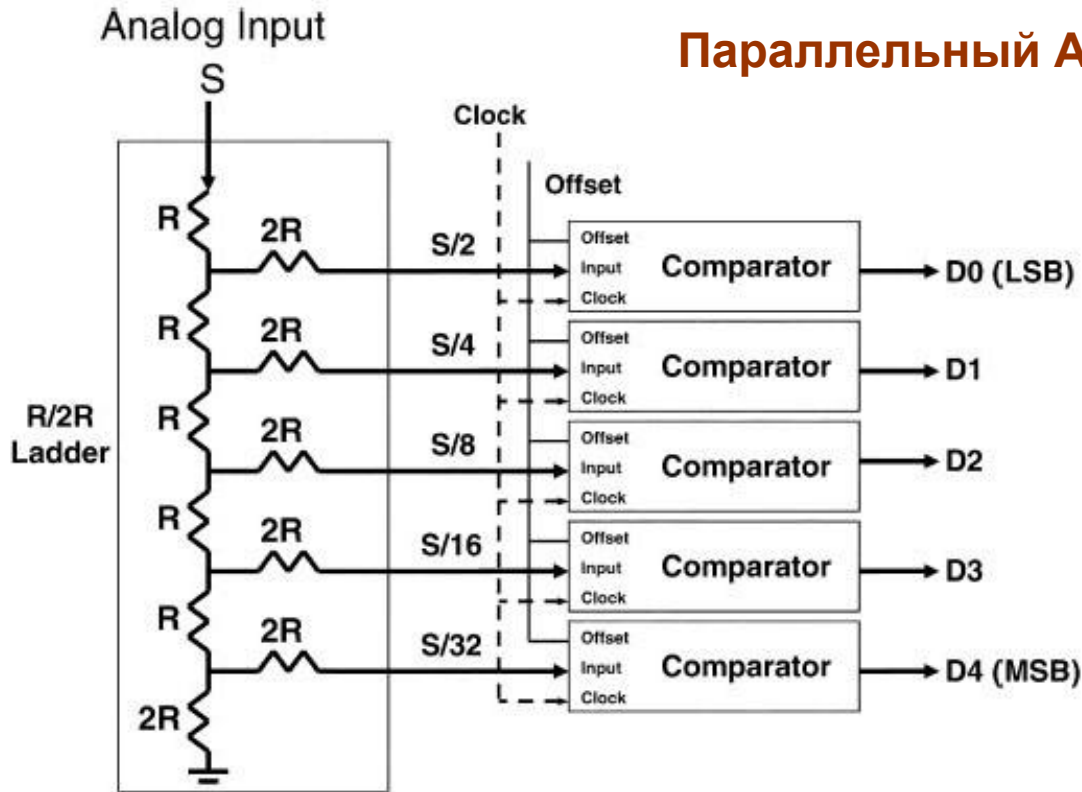 Analog Input
S
Параллельный А
Clock
Offset
R
2R
S/2
Offset
Input
Clock
Comparator
D0 (LSB)
R
2R
S/4
Offset
Input
Clock
Comparator
D1
R/2R
Ladder
R
2R
S/8
Offset
Input
Clock
Comparator
D2
R
2R
S/16
Offset
Input
Clock
Comparator
D3
R
2R
S/32
Offset
Input
Clock
Comparator
D4 (MSB)
2R